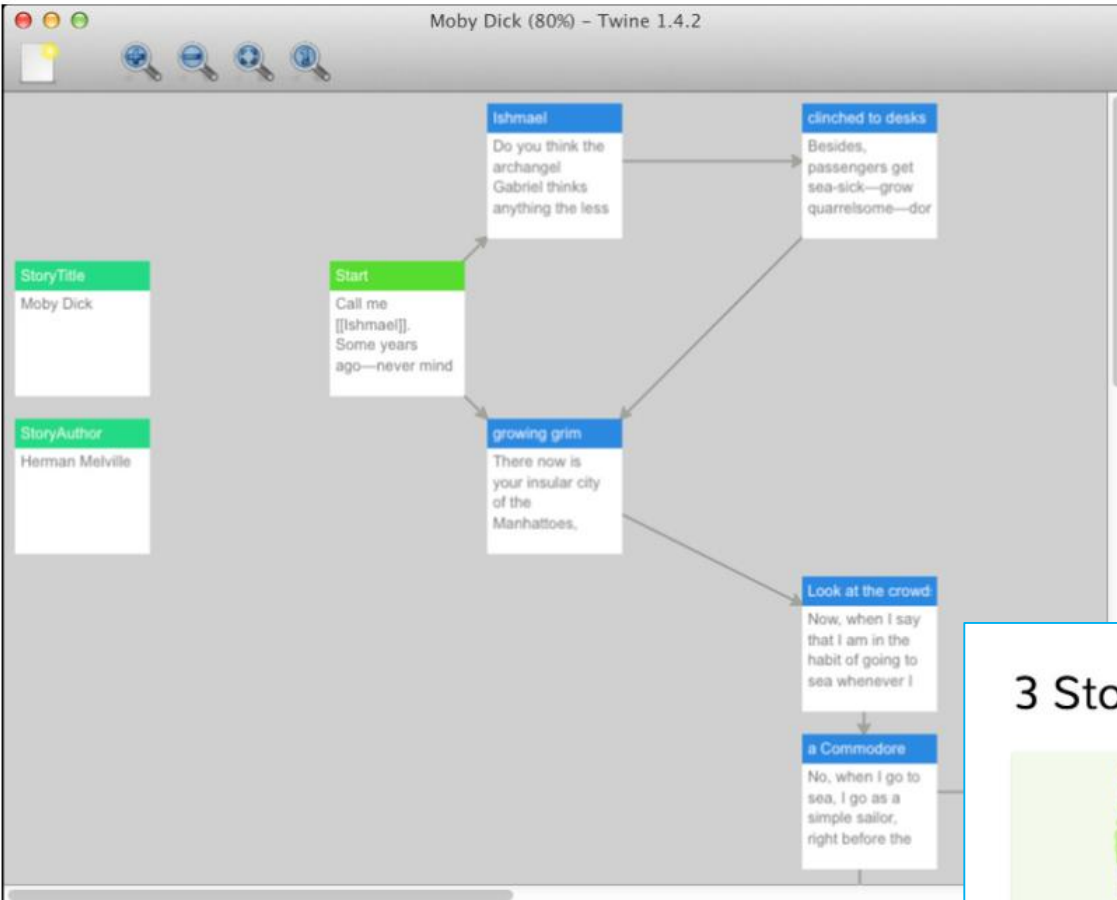 Moby Dick (80%) – Twine 1.4.2
Ishmael
Do you think the
archangel
Gabriel thinks
anything the less
clinched to desks
Besides,
passengers get
sea-sick—grow
quarrelsome—dor
StoryTitle
Moby Dick
Start
Call me
[[Ishmael]].
Some years
ago—never mind
StoryAuthor
Herman Melville
growing grim
There now is
your insular city
of the
Manhattoes,
Look at the crowd
Now, when I say
that I am in the
habit of going to
sea whenever I
a Commodore
No, when I go to
sea, I go as a
simple sailor,
right before the
3 Sto